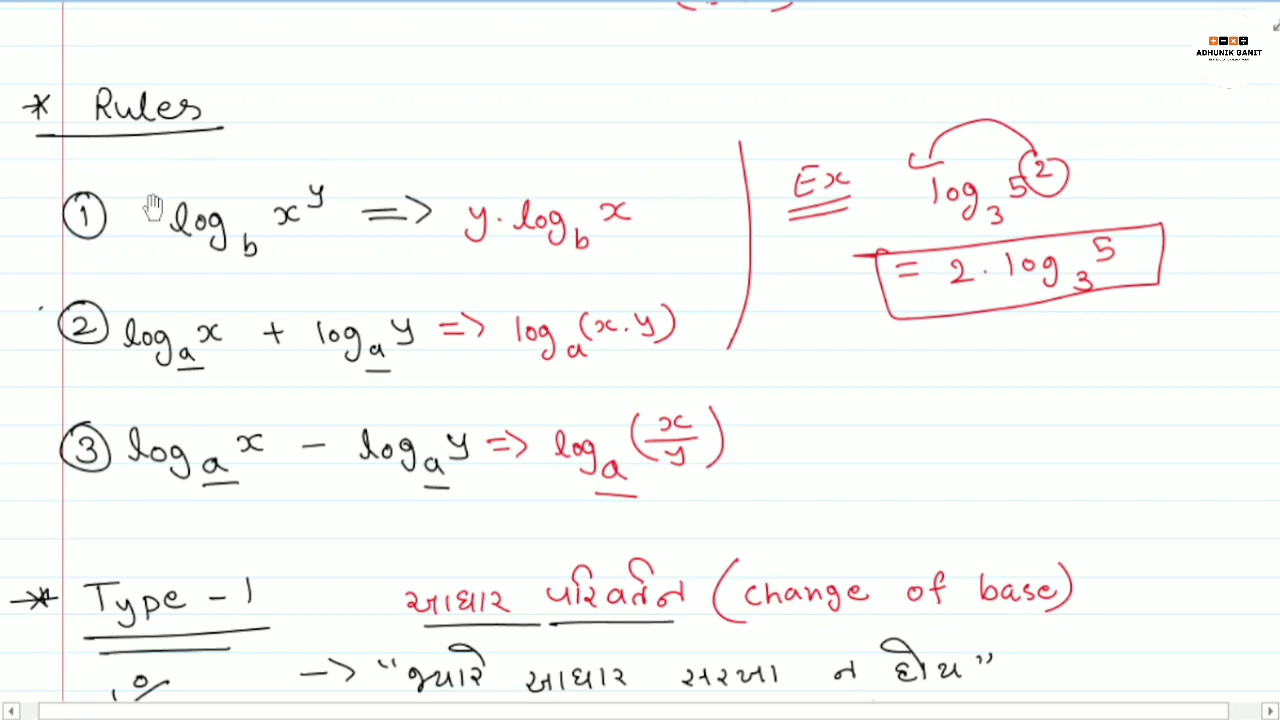 ADHUNIK GANIT
* Rules
① log_b x^y => y·log_b x
Ex log_3 5^2
= 2·log_3 5
② log_a x + log_a y => log_a (x·y)
③ log_a x - log_a y => log_a (x/y)
* Type-1 આધાર પરિવર્તન (change of base)
-> "જ્યારે આધાર સરખા ન હોય"